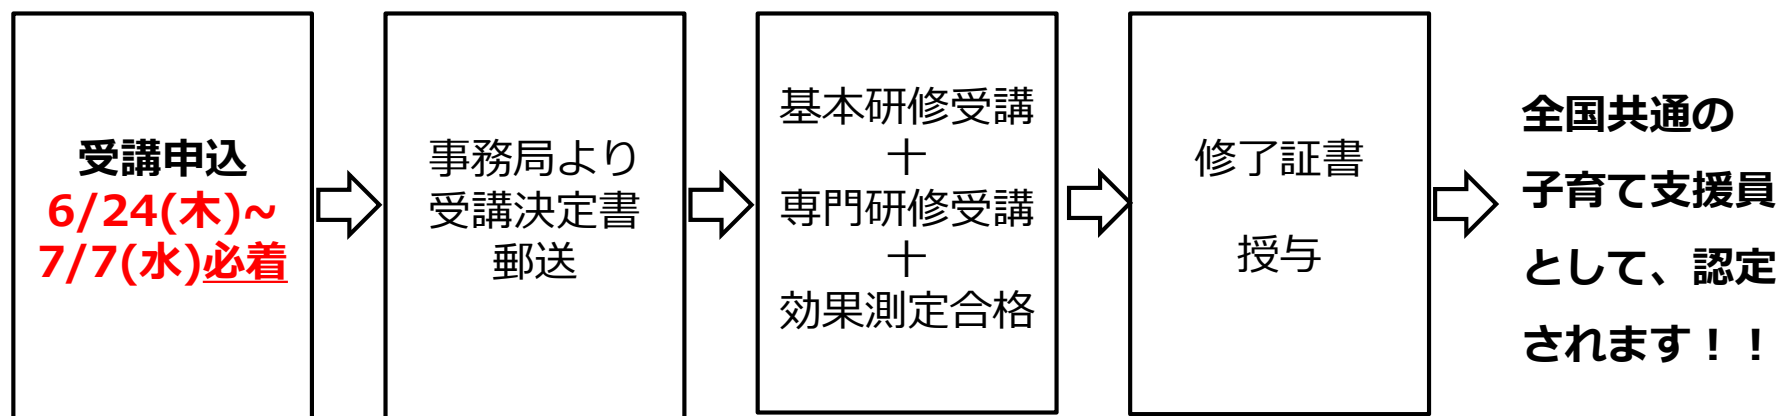 受講申込
6/24(木)~
7/7(水)必着
事務局より
受講決定書
郵送
基本研修受講
＋
専門研修受講
＋
効果測定合格
修了証書
授与
全国共通の
子育て支援員
として、認定
されます！！